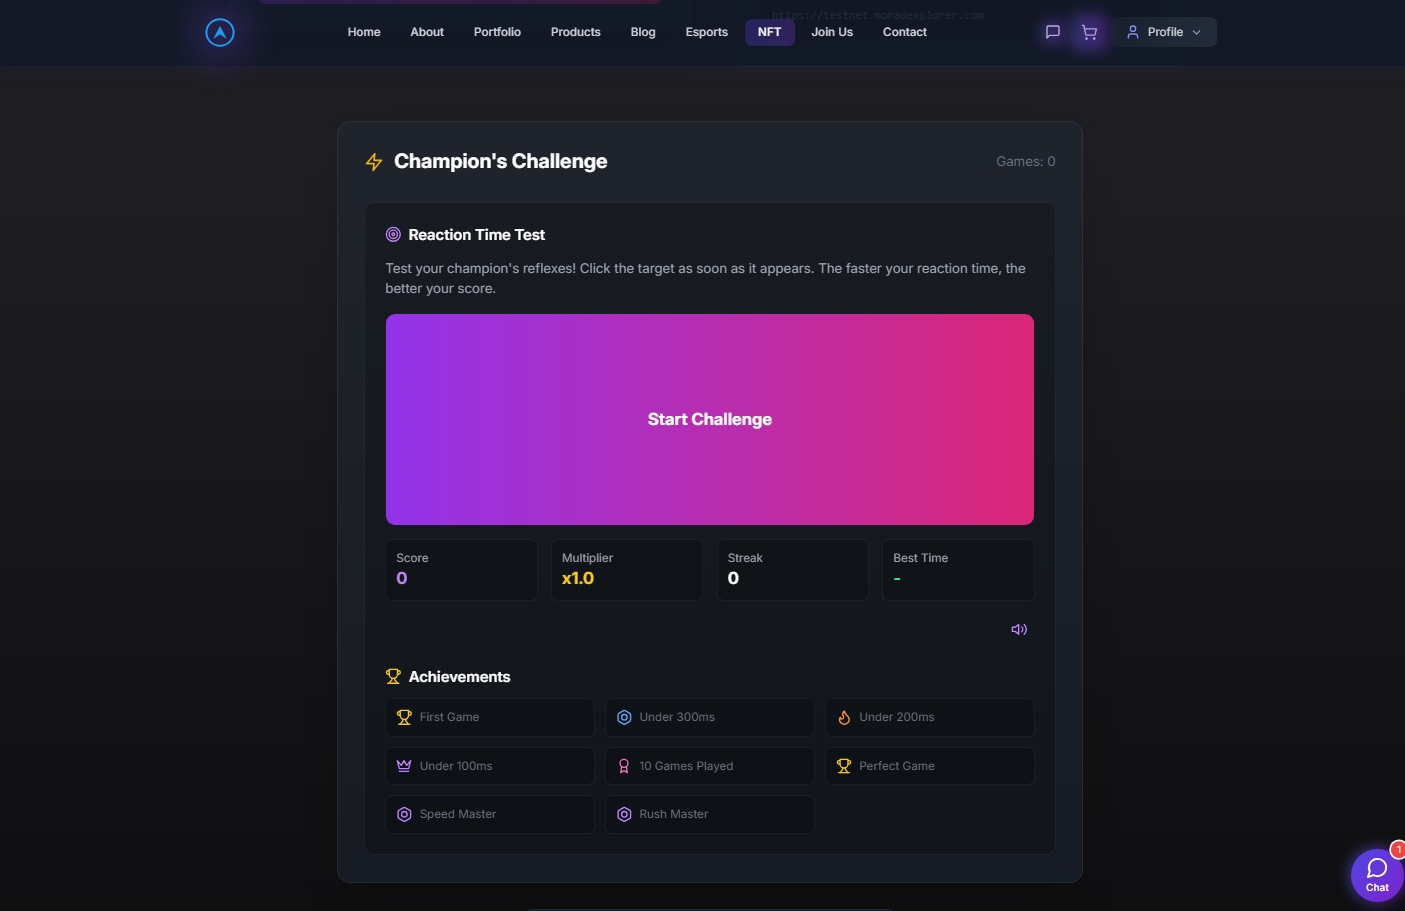 https://testnet.monadexplorer.com
Home About Portfolio Products Blog Esports NFT Join Us Contact Profile
Champion's Challenge
Games: 0
Reaction Time Test
Test your champion's reflexes! Click the target as soon as it appears. The faster your reaction time, the
better your score.
Start Challenge
Score Multiplier Streak Best Time
0 x1.0 0 -
Achievements
First Game Under 300ms Under 200ms
Under 100ms 10 Games Played Perfect Game
Speed Master Rush Master
1
Chat